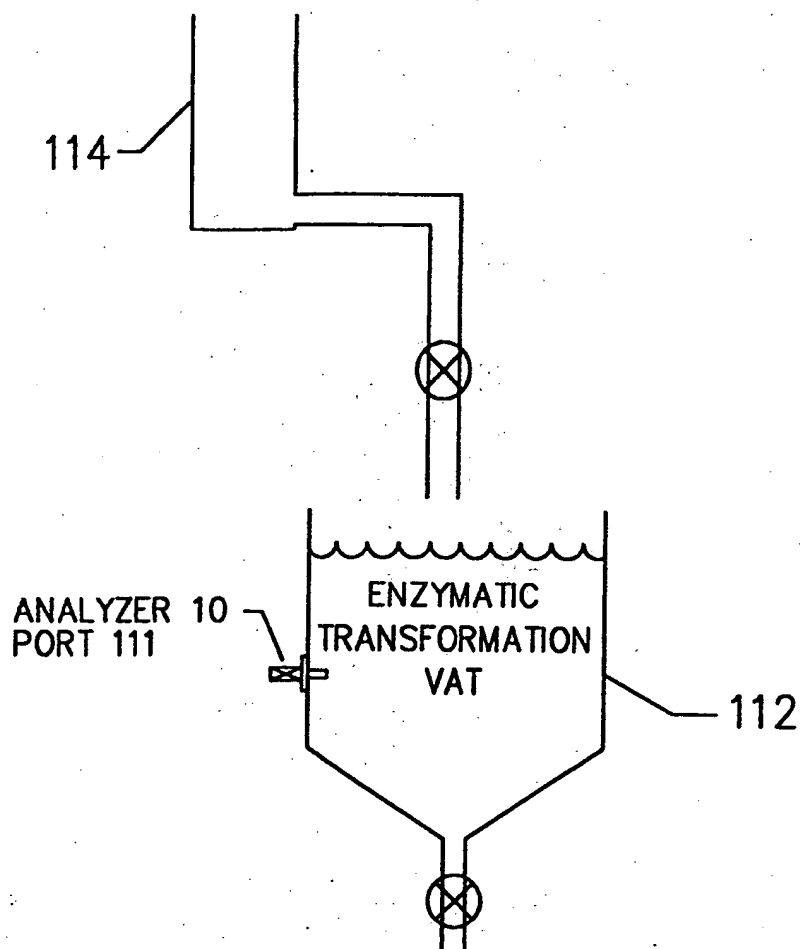 114
ENZYMATIC
TRANSFORMATION
VAT
ANALYZER 10
PORT 111
112